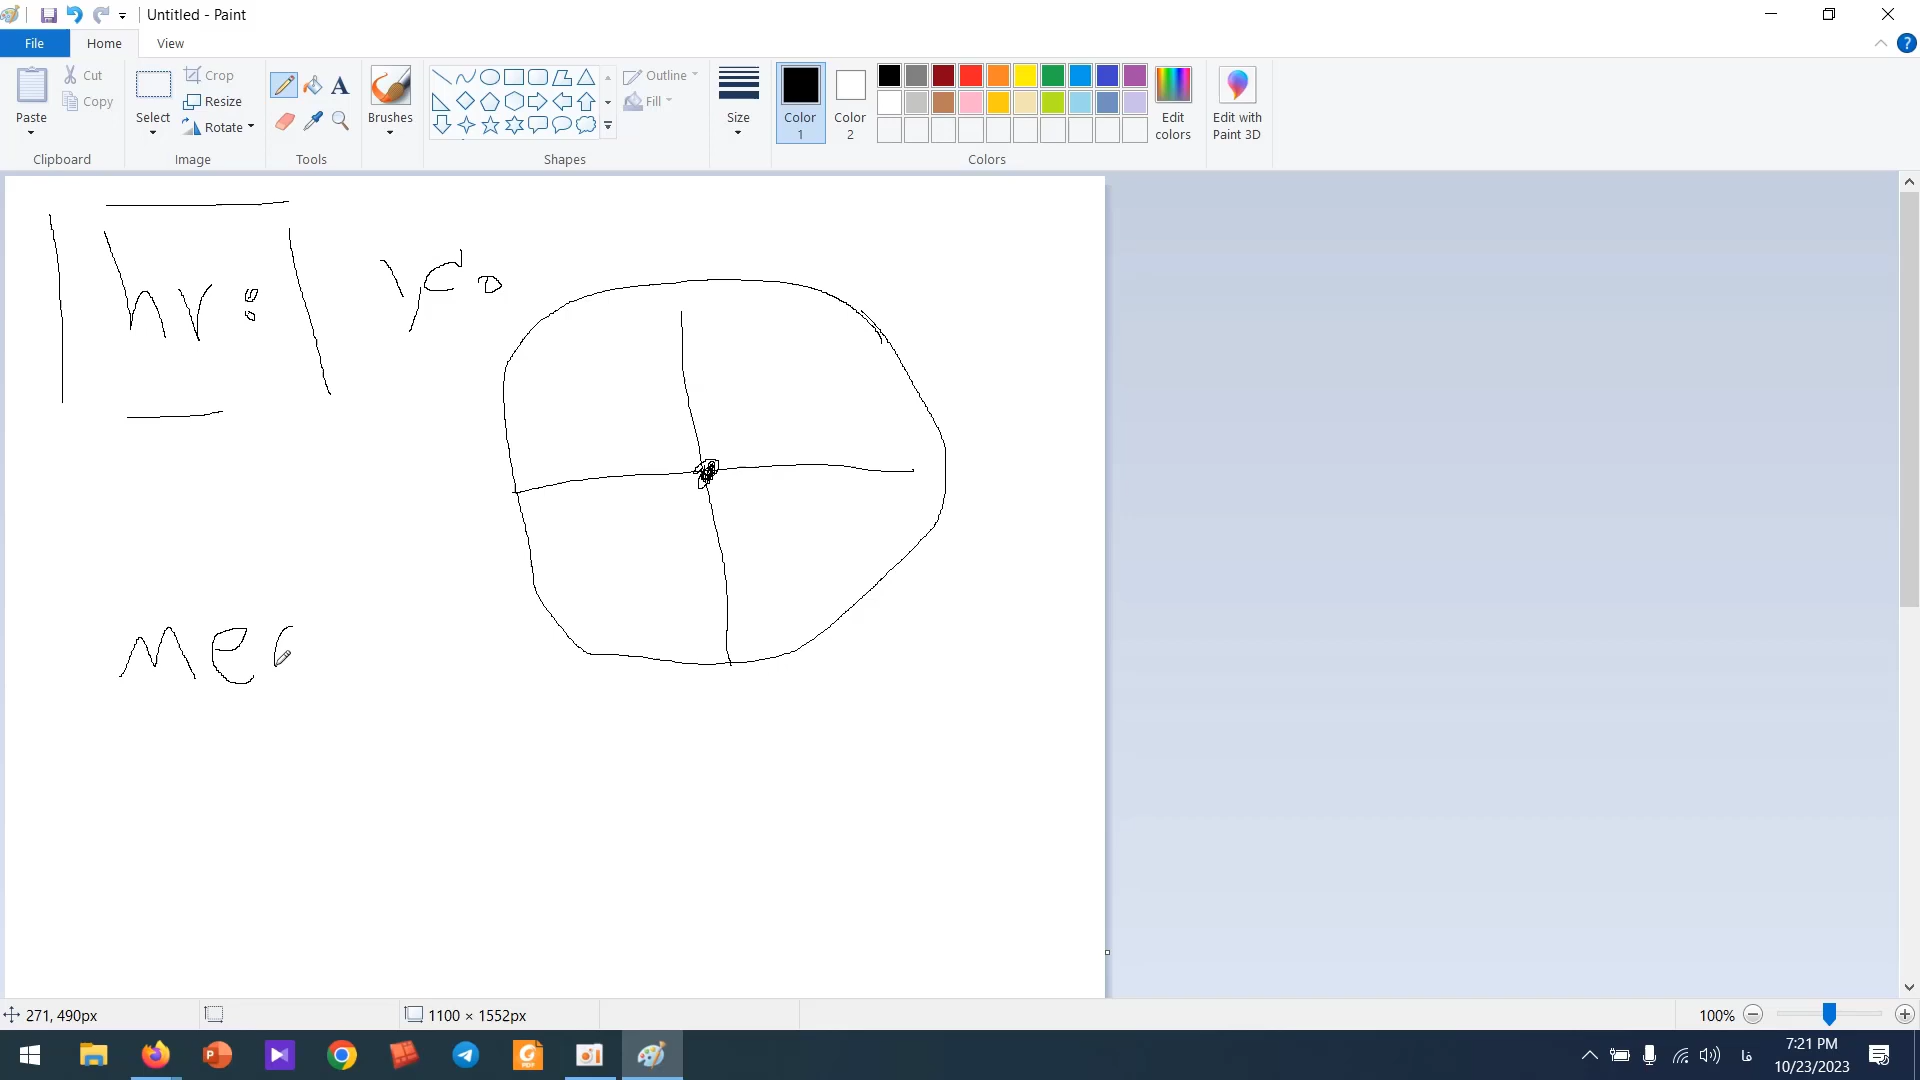 Untitled - Paint
File Home View
Paste
Cut
Copy
Clipboard
Select
Crop
Resize
Rotate
Image
Tools
Brushes
Shapes
Outline
Fill
Size
Color 1
Color 2
Edit colors
Colors
Edit with Paint 3D
271, 490px
1100 × 1552px
100%
فا
7:21 PM
10/23/2023